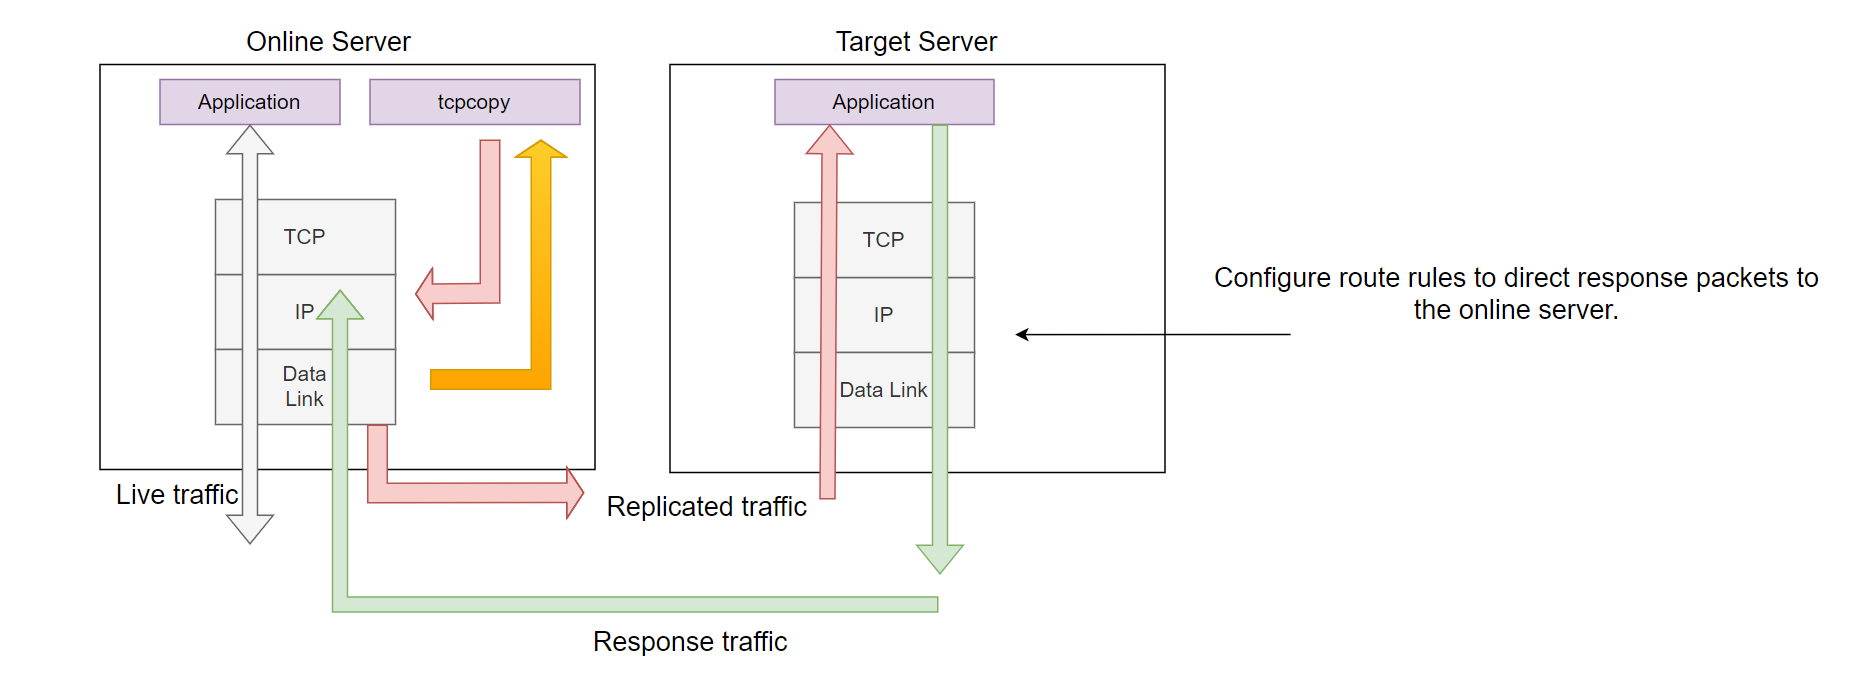 Online Server
Target Server
Application
tcpcopy
Application
TCP
TCP
IP
IP
Data
Link
Data Link
Configure route rules to direct response packets to
the online server.
Live traffic
Replicated traffic
Response traffic